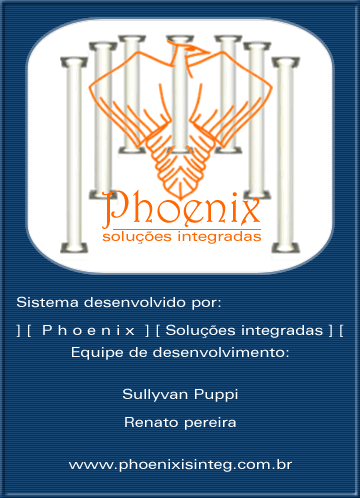 Phoenix
soluções integradas
Sistema desenvolvido por:
] [ P h o e n i x ] [ Soluções integradas ] [
Equipe de desenvolvimento:
Sullyvan Puppi
Renato pereira
www.phoenixisinteg.com.br